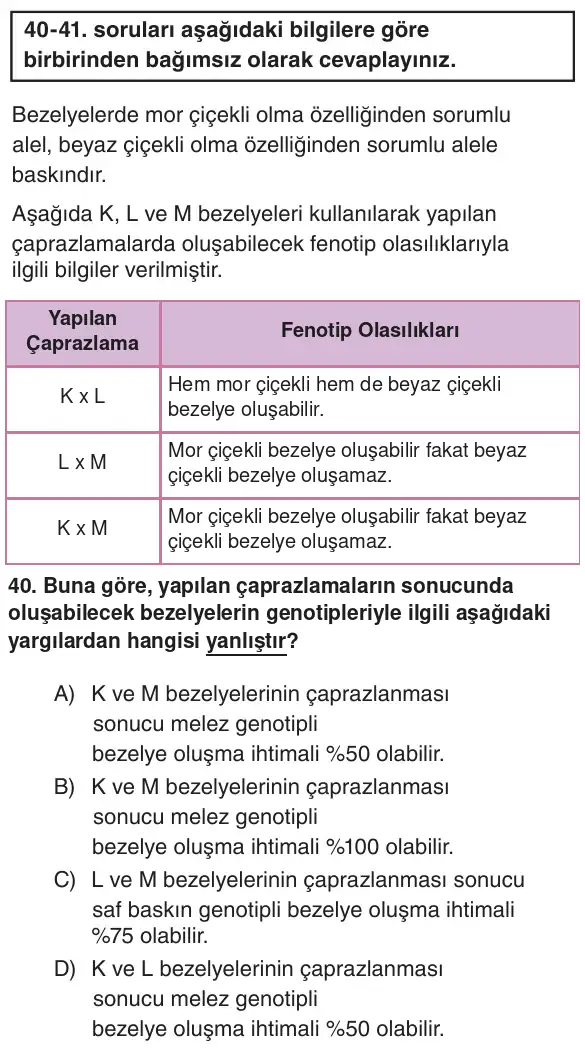 40-41. soruları aşağıdaki bilgilere göre
birbirinden bağımsız olarak cevaplayınız.
Bezelyelerde mor çiçekli olma özelliğinden sorumlu
alel, beyaz çiçekli olma özelliğinden sorumlu alele
baskındır.
Aşağıda K, L ve M bezelyeleri kullanılarak yapılan
çaprazlamalarda oluşabilecek fenotip olasılıklarıyla
ilgili bilgiler verilmiştir.
Yapılan
Çaprazlama
Fenotip Olasılıkları
K x L
Hem mor çiçekli hem de beyaz çiçekli
bezelye oluşabilir.
L x M
Mor çiçekli bezelye oluşabilir fakat beyaz
çiçekli bezelye oluşamaz.
K x M
Mor çiçekli bezelye oluşabilir fakat beyaz
çiçekli bezelye oluşamaz.
40. Buna göre, yapılan çaprazlamaların sonucunda
oluşabilecek bezelyelerin genotipleriyle ilgili aşağıdaki
yargılardan hangisi yanlıştır?
A) K ve M bezelyelerinin çaprazlanması
sonucu melez genotipli
bezelye oluşma ihtimali %50 olabilir.
B) K ve M bezelyelerinin çaprazlanması
sonucu melez genotipli
bezelye oluşma ihtimali %100 olabilir.
C) L ve M bezelyelerinin çaprazlanması sonucu
saf baskın genotipli bezelye oluşma ihtimali
%75 olabilir.
D) K ve L bezelyelerinin çaprazlanması
sonucu melez genotipli
bezelye oluşma ihtimali %50 olabilir.